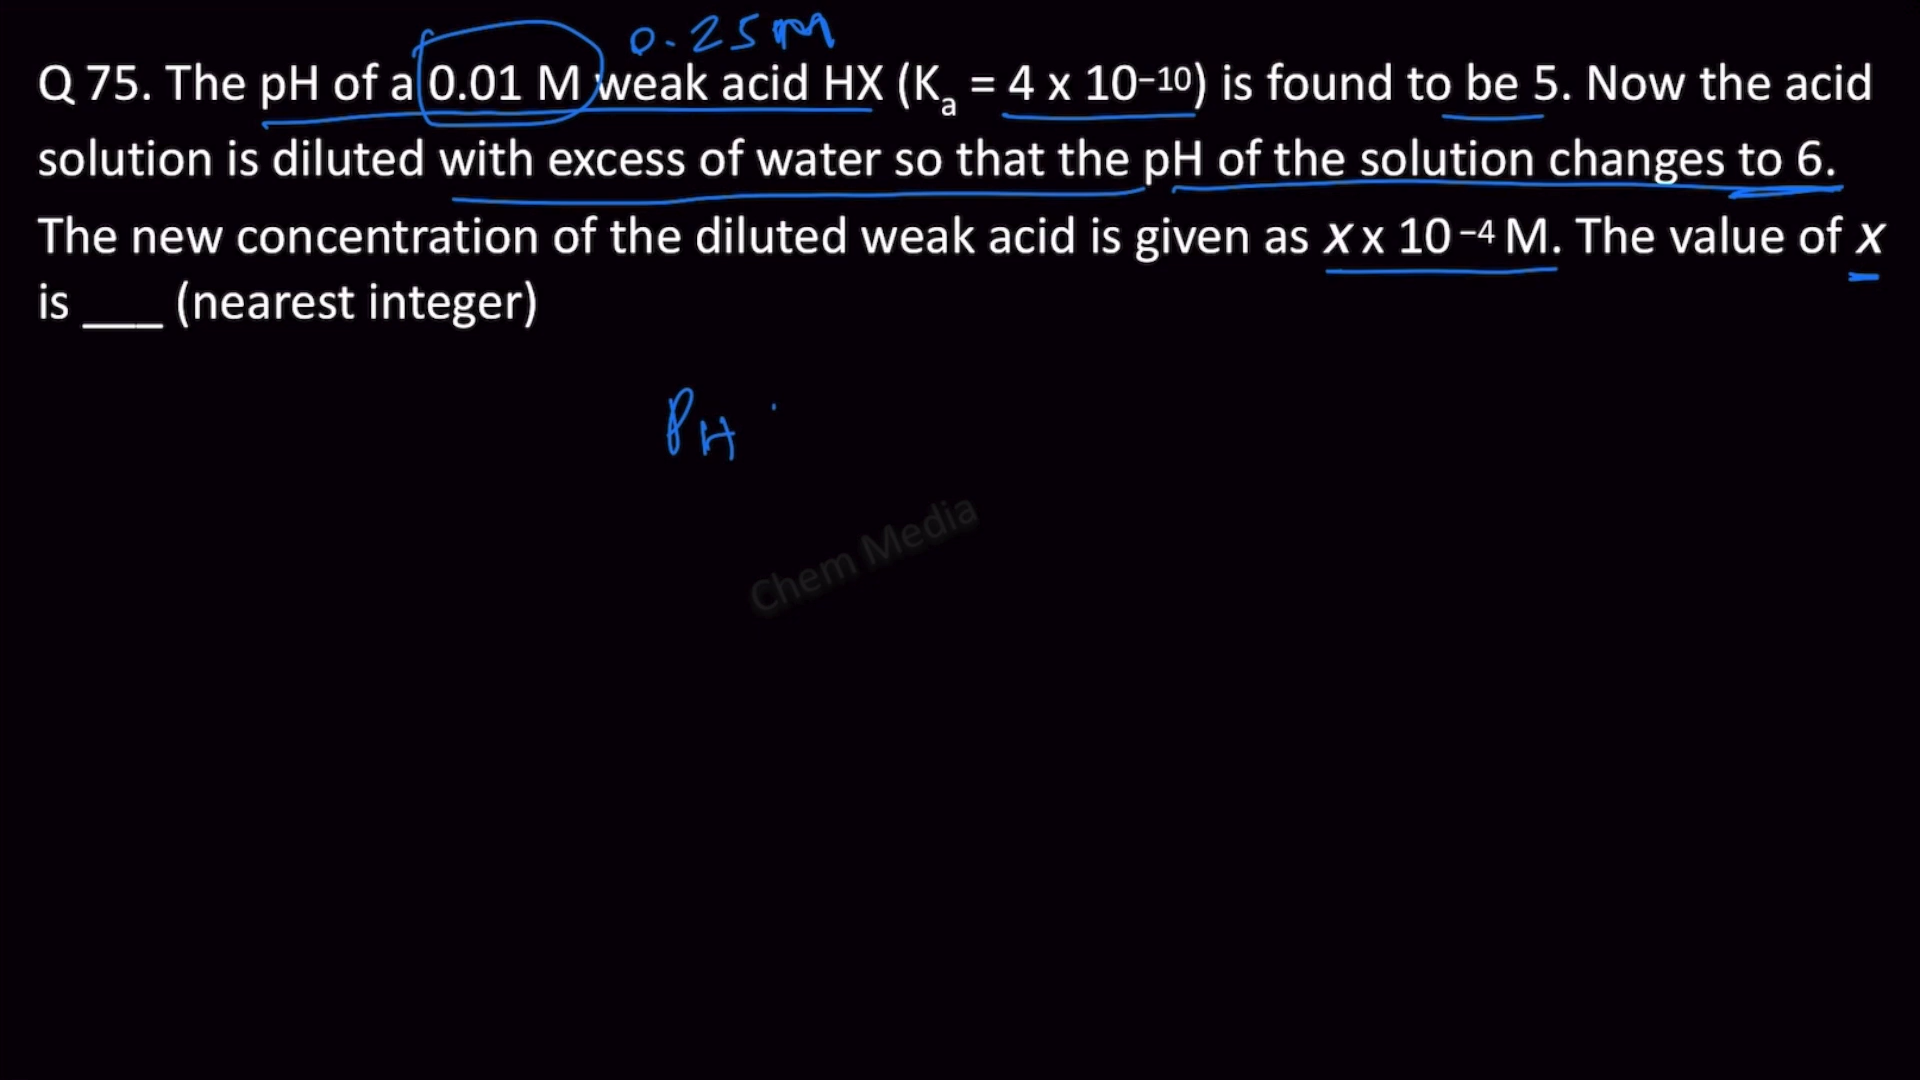 0.25M
Q 75. The pH of a 0.01 M weak acid HX (Kₐ = 4 x 10⁻¹⁰) is found to be 5. Now the acid
solution is diluted with excess of water so that the pH of the solution changes to 6.
The new concentration of the diluted weak acid is given as x x 10⁻⁴ M. The value of x
is ___ (nearest integer)
PH
Chem Media